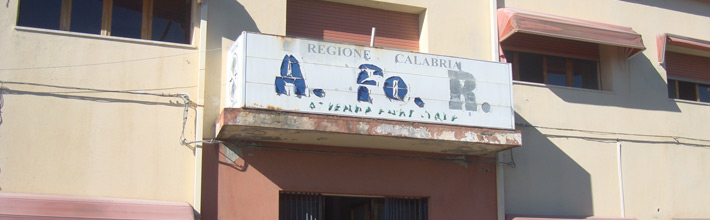 REGIONE CALABRIA
A. Fo. R.